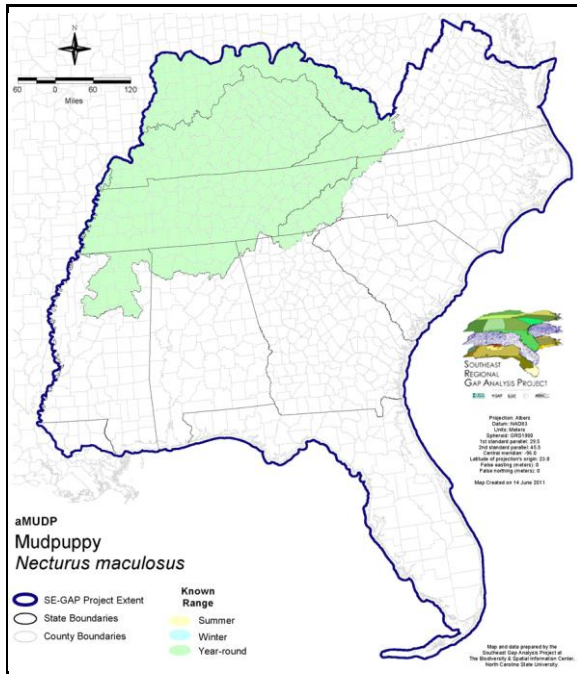 N
60 0 60 120
Miles
SOUTHEAST
REGIONAL
GAP ANALYSIS PROJECT
Projection: Albers
Datum: NAD83
Units: Meters
Spheroid: GRS1980
1st standard parallel: 29.5
2nd standard parallel: 45.5
Central meridian: -96.0
Latitude of projection's origin: 23.0
False easting (meters): 0
False northing (meters): 0
Map Created on 14 June 2011
aMUDP
Mudpuppy
Necturus maculosus
SE-GAP Project Extent
State Boundaries
County Boundaries
Known
Range
Summer
Winter
Year-round
Map and data prepared by the
Southeast Gap Analysis Project at
The Biodiversity & Spatial Information Center,
North Carolina State University.